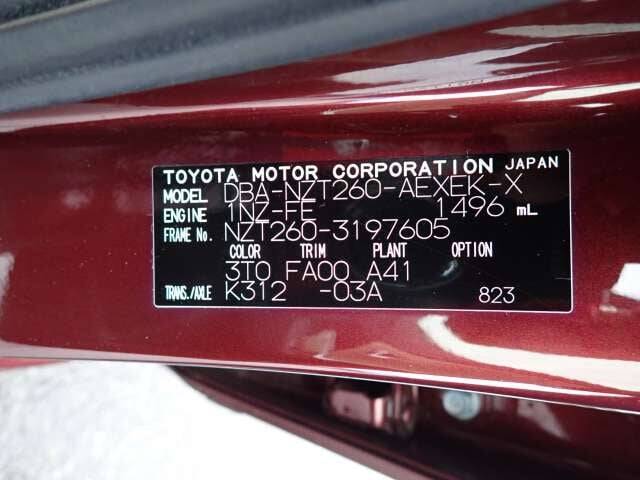 TOYOTA MOTOR CORPORATION JAPAN
MODEL DBA-NZT260-AEXEK-X
ENGINE 1NZ-FE 1496 mL
FRAME No. NZT260-3197605
COLOR TRIM PLANT OPTION
3T0 FA00 A41
TRANS./AXLE K312 -03A 823